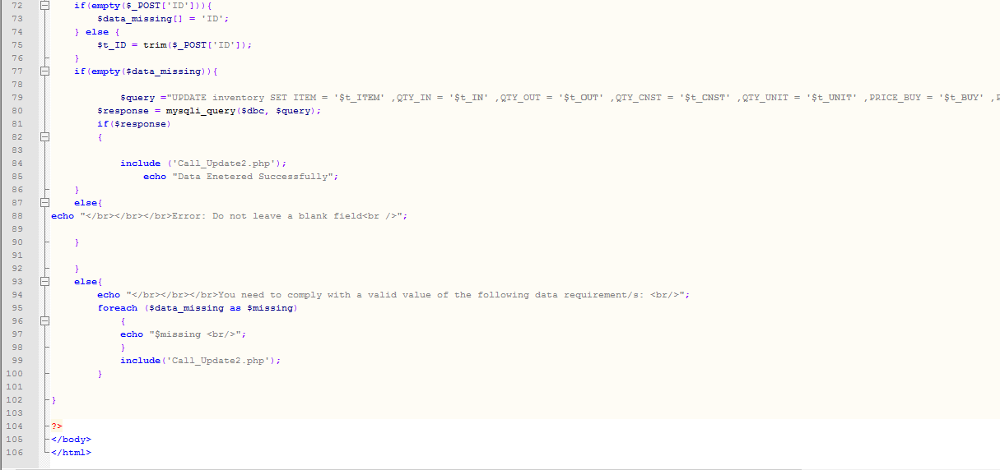 72 if(empty($_POST['ID'])){
73 $data_missing[] = 'ID';
74 } else {
75 $t_ID = trim($_POST['ID']);
76 }
77 if(empty($data_missing)){
78
79 $query ="UPDATE inventory SET ITEM = '$t_ITEM' ,QTY_IN = '$t_IN' ,QTY_OUT = '$t_OUT' ,QTY_CNST = '$t_CNST' ,QTY_UNIT = '$t_UNIT' ,PRICE_BUY = '$t_BUY' ,
80 $response = mysqli_query($dbc, $query);
81 if($response)
82 {
83
84 include ('Call_Update2.php');
85 echo "Data Enetered Successfully";
86 }
87 else{
88 echo "</br></br></br>Error: Do not leave a blank field<br />";
89
90 }
91
92 }
93 else{
94 echo "</br></br></br>You need to comply with a valid value of the following data requirement/s: <br/>";
95 foreach ($data_missing as $missing)
96 {
97 echo "$missing <br/>";
98 }
99 include('Call_Update2.php');
100 }
101
102 }
103
104 ?>
105 </body>
106 </html>